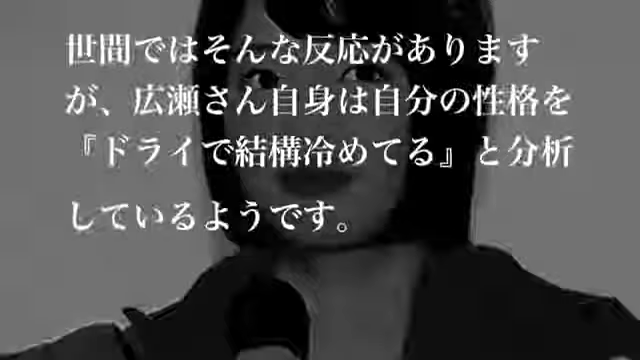 世間ではそんな反応があります
が、広瀬さん自身は自分の性格を
『ドライで結構冷めてる』と分析
しているようです。